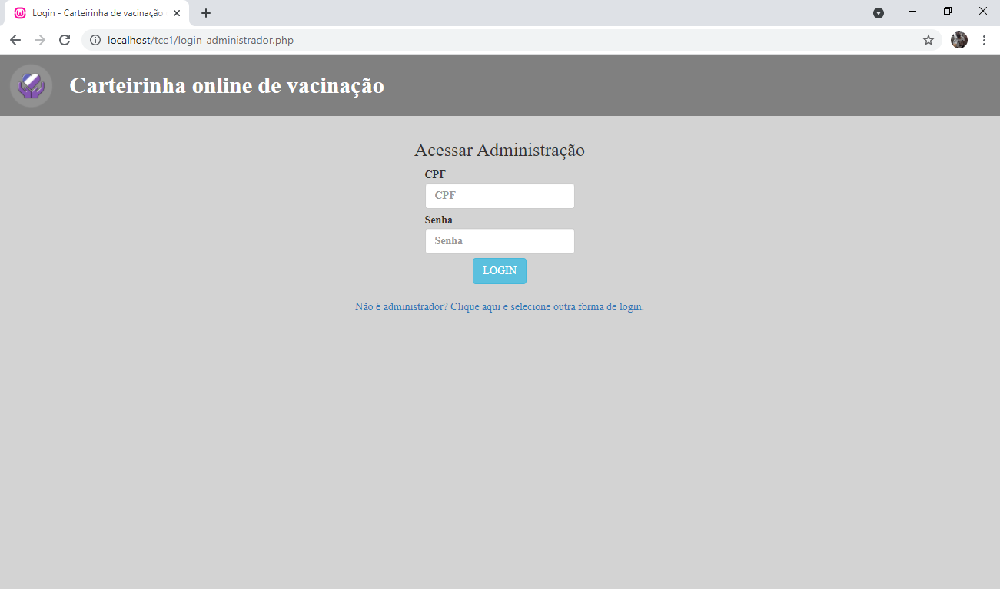 Login - Carteirinha de vacinação
localhost/tcc1/login_administrador.php
Carteirinha online de vacinação
Acessar Administração
CPF
CPF
Senha
Senha
LOGIN
Não é administrador? Clique aqui e selecione outra forma de login.